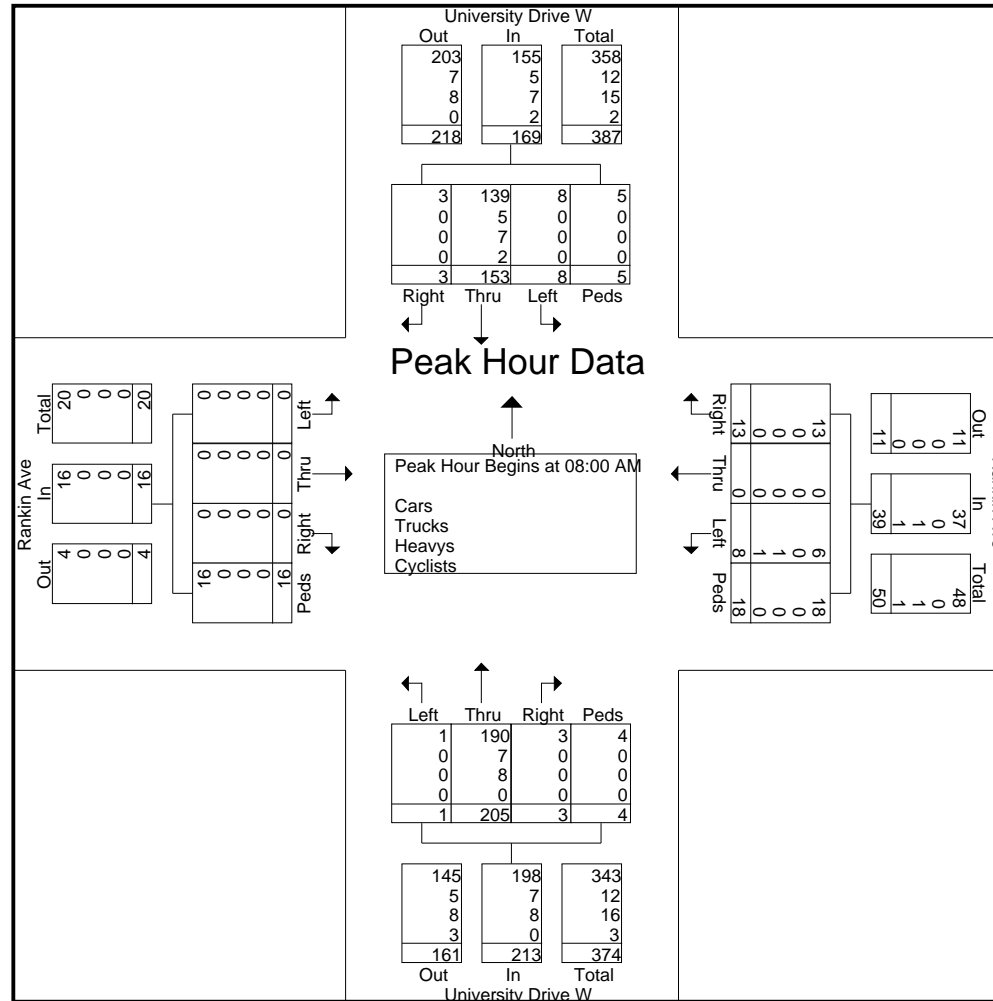 University Drive W
Out In Total
203 155 358
7 5 12
8 7 15
0 2 2
218 169 387
3 139 8 5
0 5 0 0
0 7 0 0
0 2 0 0
3 153 8 5
Right Thru Left Peds
Peak Hour Data
North
Peak Hour Begins at 08:00 AM
Cars
Trucks
Heavys
Cyclists
Rankin Ave
Total In Out
20 16 4
0 0 0
0 0 0
0 0 0
20 16 4
Left Thru Right Peds
0 0 0 16
0 0 0 0
0 0 0 0
0 0 0 0
0 0 0 16
Right Thru Left Peds
13 0 6 18
0 0 0 0
0 0 1 0
0 0 1 0
13 0 8 18
Out In Total
11 37 48
0 0 0
0 1 1
0 1 1
11 39 50
Left Thru Right Peds
1 190 3 4
0 7 0 0
0 8 0 0
0 0 0 0
1 205 3 4
145 198 343
5 7 12
8 8 16
3 0 3
161 213 374
Out In Total
University Drive W